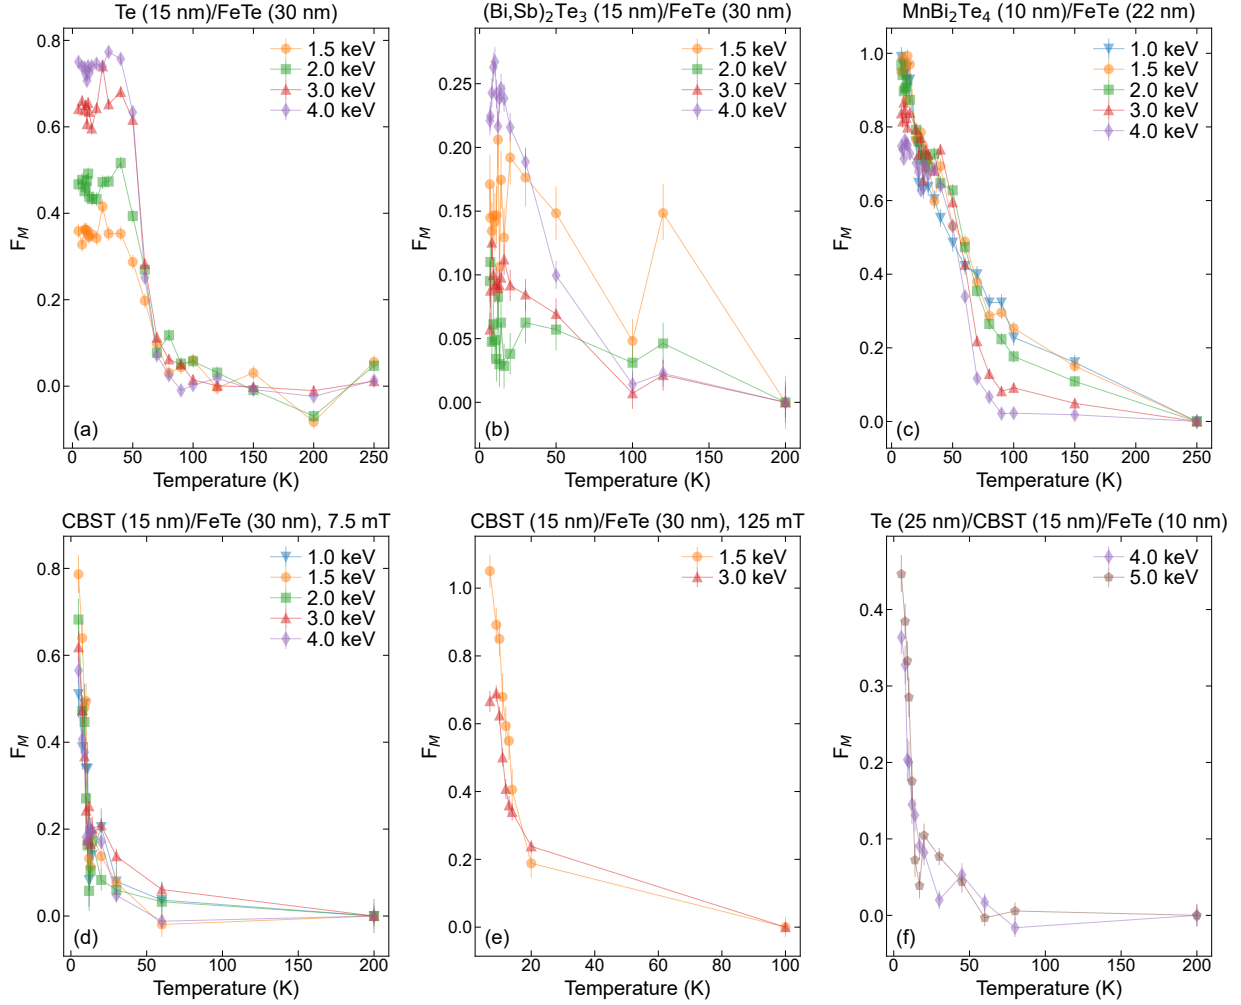 Te (15 nm)/FeTe (30 nm)
1.5 keV
2.0 keV
3.0 keV
4.0 keV
0.8
0.6
0.4
0.2
0.0
F_M
(a)
0 50 100 150 200 250
Temperature (K)
(Bi,Sb)₂Te₃ (15 nm)/FeTe (30 nm)
1.5 keV
2.0 keV
3.0 keV
4.0 keV
0.25
0.20
0.15
0.10
0.05
0.00
F_M
(b)
0 50 100 150 200
Temperature (K)
MnBi₂Te₄ (10 nm)/FeTe (22 nm)
1.0 keV
1.5 keV
2.0 keV
3.0 keV
4.0 keV
1.0
0.8
0.6
0.4
0.2
0.0
F_M
(c)
0 50 100 150 200 250
Temperature (K)
CBST (15 nm)/FeTe (30 nm), 7.5 mT
1.0 keV
1.5 keV
2.0 keV
3.0 keV
4.0 keV
0.8
0.6
0.4
0.2
0.0
F_M
(d)
0 50 100 150 200
Temperature (K)
CBST (15 nm)/FeTe (30 nm), 125 mT
1.5 keV
3.0 keV
1.0
0.8
0.6
0.4
0.2
0.0
F_M
(e)
0 20 40 60 80 100
Temperature (K)
Te (25 nm)/CBST (15 nm)/FeTe (10 nm)
4.0 keV
5.0 keV
0.4
0.3
0.2
0.1
0.0
F_M
(f)
0 50 100 150 200
Temperature (K)